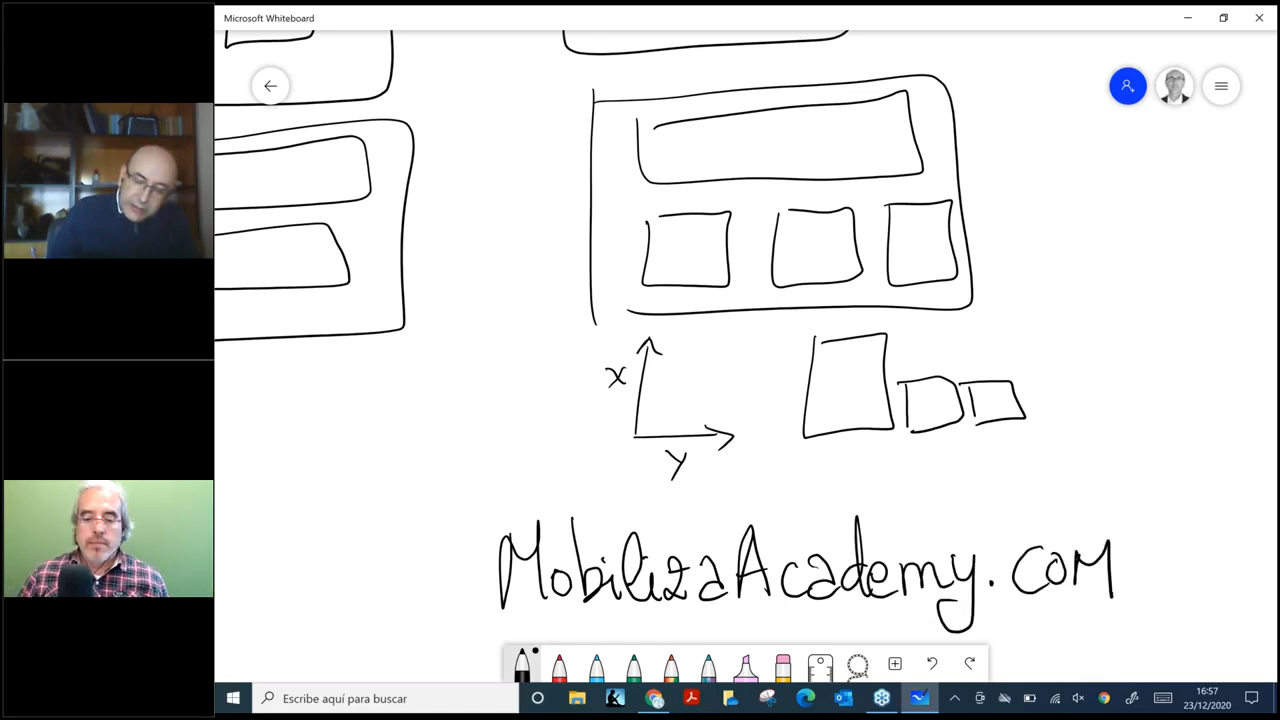 Microsoft Whiteboard
x
y
MobilizaAcademy.COM
Escribe aquí para buscar
16:57
23/12/2020